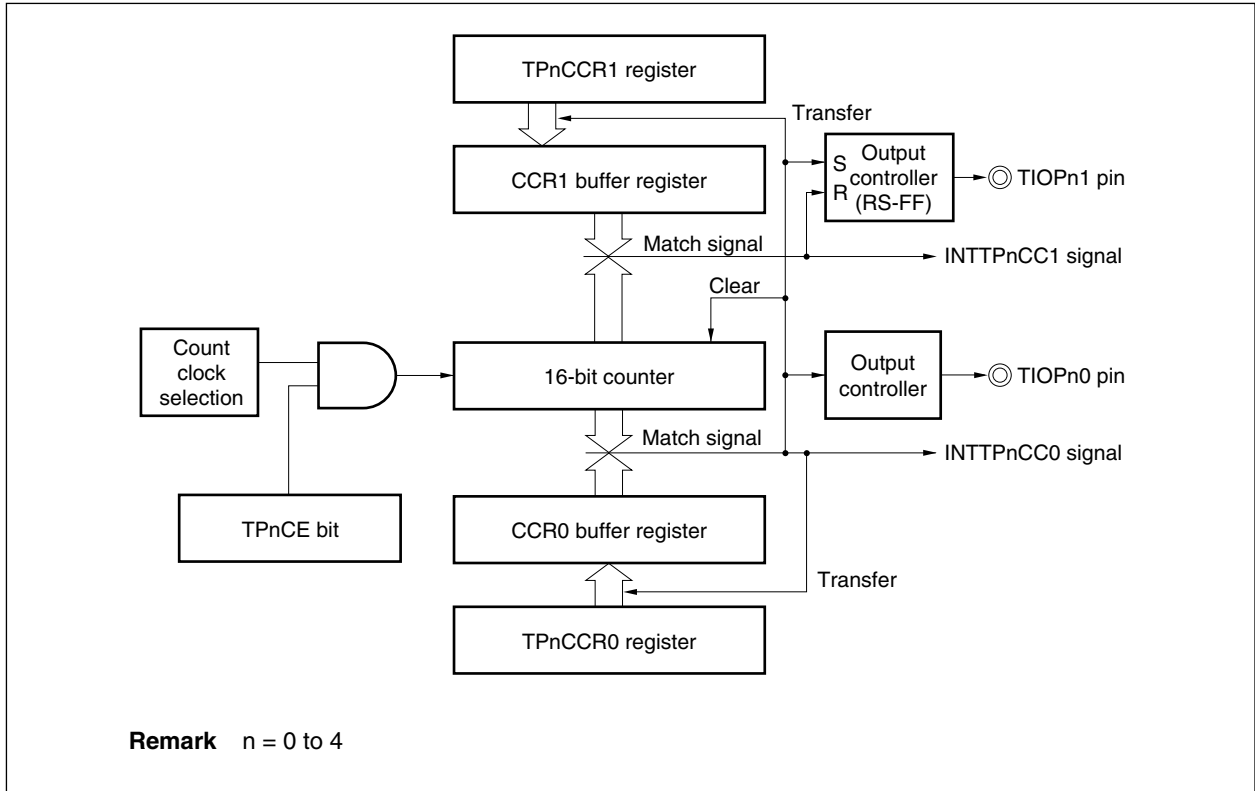 TPnCCR1 register
Transfer
CCR1 buffer register
S
R
Output
controller
(RS-FF)
TIOPn1 pin
Match signal
INTTPnCC1 signal
Clear
Count
clock
selection
16-bit counter
Output
controller
TIOPn0 pin
Match signal
INTTPnCC0 signal
TPnCE bit
CCR0 buffer register
Transfer
TPnCCR0 register
Remark n = 0 to 4